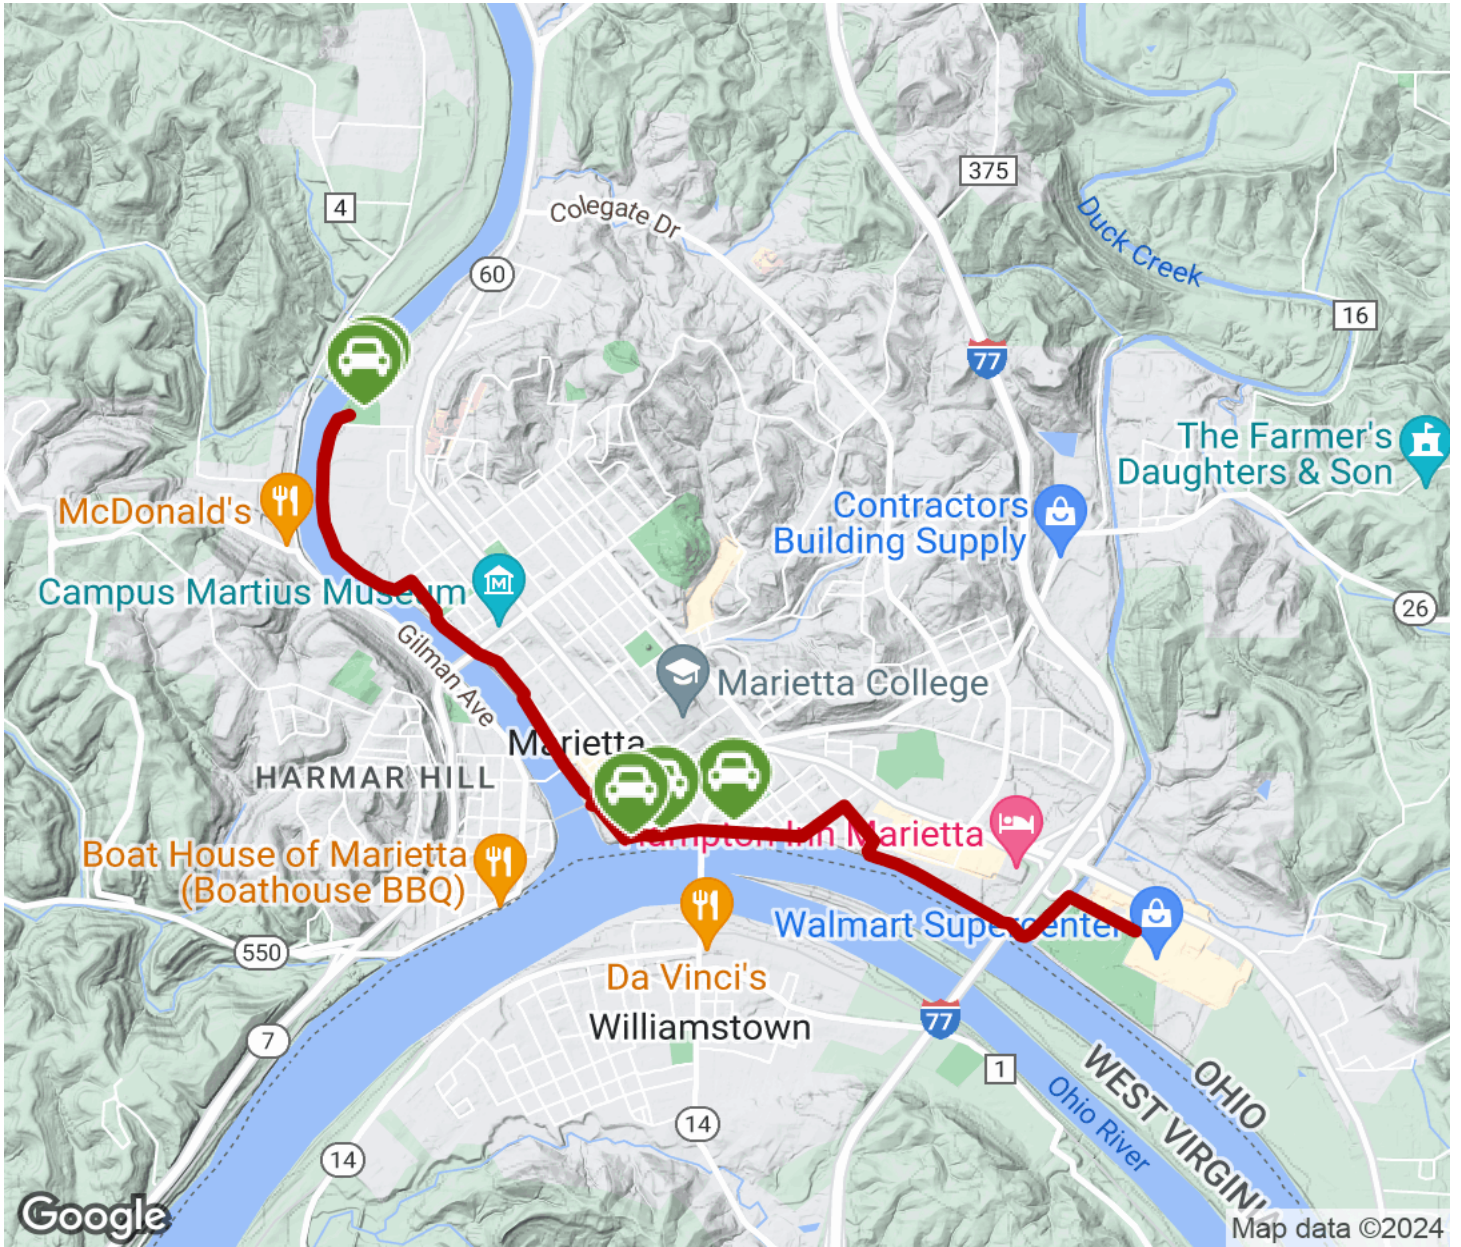 375
4
Colegate Dr
Duck Creek
60
16
77
The Farmer's
Daughters & Son
McDonald's
Contractors
Building Supply
Campus Martius Museum
26
Gilman Ave
Marietta College
Marietta
HARMAR HILL
Hampton Inn Marietta
Boat House of Marietta
(Boathouse BBQ)
Walmart Supercenter
550
Da Vinci's
Williamstown
77
7
1
OHIO
WEST VIRGINIA
Ohio River
14
14
Google
Map data ©2024